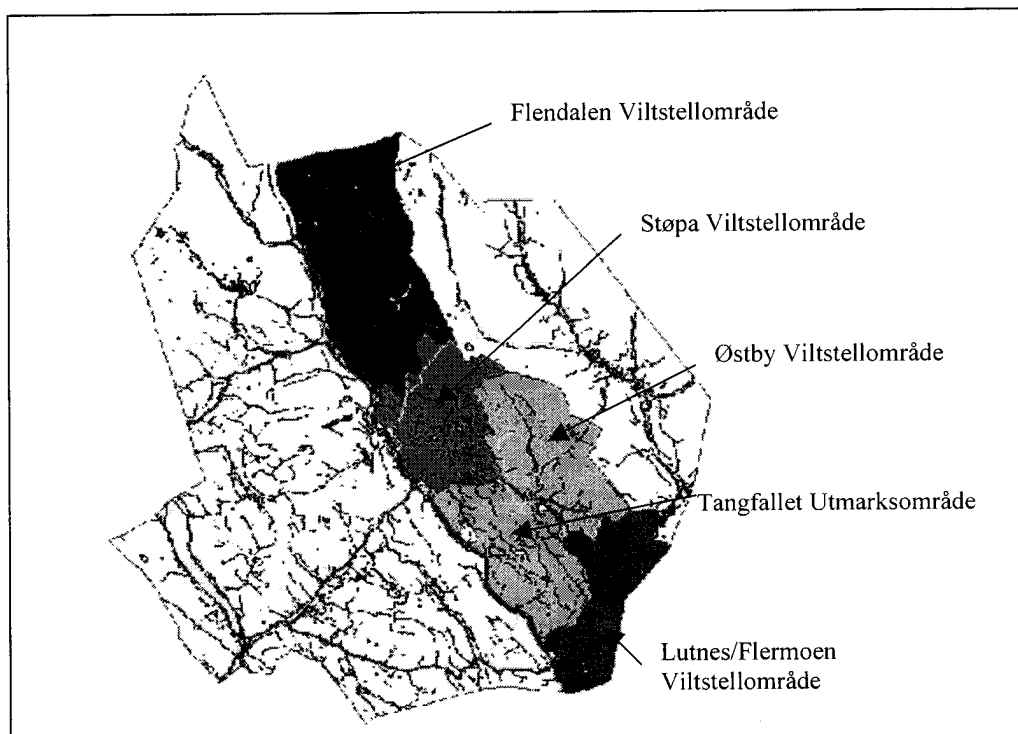 Flendalen Viltstellområde
Støpa Viltstellområde
Østby Viltstellområde
Tangfallet Utmarksområde
Lutnes/Flermoen
Viltstellområde